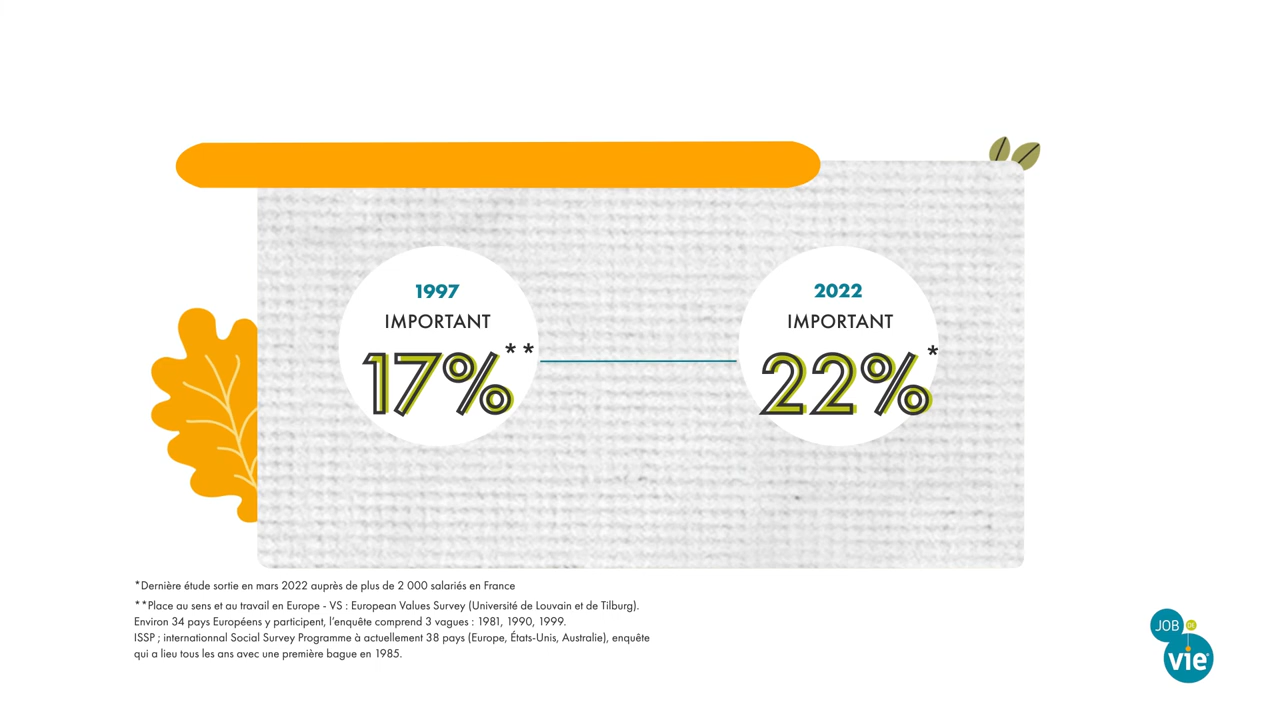 1997
IMPORTANT
17%**
2022
IMPORTANT
22%*
*Dernière étude sortie en mars 2022 auprès de plus de 2 000 salariés en France
**Place au sens et au travail en Europe - VS : European Values Survey (Université de Louvain et de Tilburg).
Environ 34 pays Européens y participent, l'enquête comprend 3 vagues : 1981, 1990, 1999.
ISSP ; internationnal Social Survey Programme à actuellement 38 pays (Europe, États-Unis, Australie), enquête
qui a lieu tous les ans avec une première bague en 1985.
JOB DE
vie